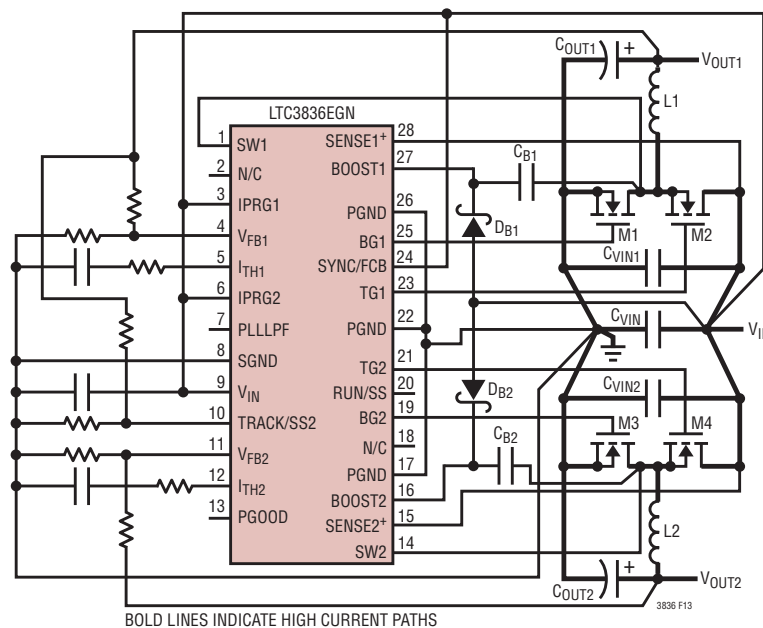 LTC3836EGN
1 SW1
2 N/C
3 IPRG1
4 VFB1
5 ITH1
6 IPRG2
7 PLLLPF
8 SGND
9 VIN
10 TRACK/SS2
11 VFB2
12 ITH2
13 PGOOD
SENSE1+ 28
BOOST1 27
PGND 26
BG1 25
SYNC/FCB 24
TG1 23
PGND 22
TG2 21
RUN/SS 20
BG2 19
N/C 18
PGND 17
BOOST2 16
SENSE2+ 15
SW2 14
COUT1 +
VOUT1
L1
CB1
DB1
M1
M2
CVIN1
CVIN
DB2
CVIN2
M3
M4
CB2
L2
COUT2 +
VOUT2
3836 F13
BOLD LINES INDICATE HIGH CURRENT PATHS